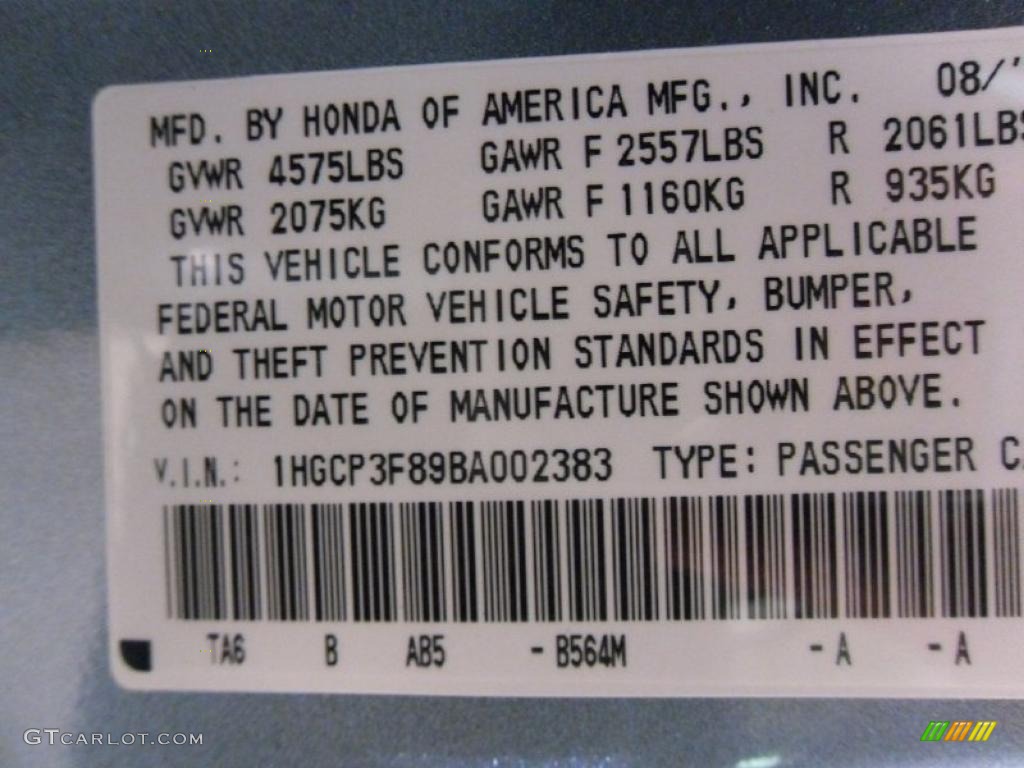 MFD. BY HONDA OF AMERICA MFG., INC. 08/'
GVWR 4575LBS GAWR F 2557LBS R 2061LBS
GVWR 2075KG GAWR F 1160KG R 935KG
THIS VEHICLE CONFORMS TO ALL APPLICABLE
FEDERAL MOTOR VEHICLE SAFETY, BUMPER,
AND THEFT PREVENTION STANDARDS IN EFFECT
ON THE DATE OF MANUFACTURE SHOWN ABOVE.
V.I.N.: 1HGCP3F89BA002383 TYPE: PASSENGER C
TA6 B AB5 - B564M - A - A
GTCARLOT.COM